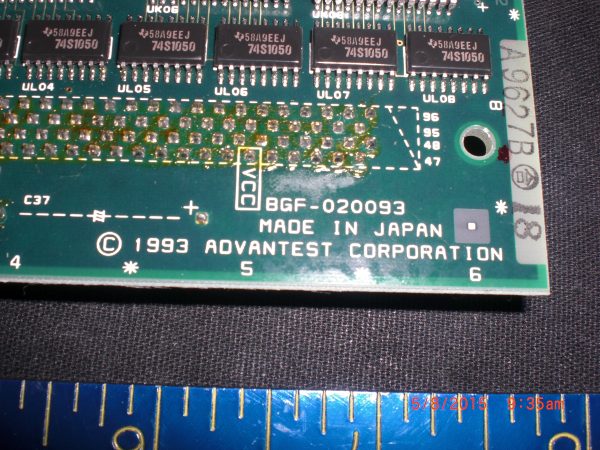 UK06
58A9EEJ
74S1050
58A9EEJ
74S1050
58A9EEJ
74S1050
58A9EEJ
74S1050
58A9EEJ
74S1050
UL04 UL05 UL06 UL07 UL08
96
95
48
47
A9627B
18
VCC
C37
+
BGF-020093
MADE IN JAPAN
© 1993 ADVANTEST CORPORATION
4 * 5 * 6
5/8/2015 9:35am